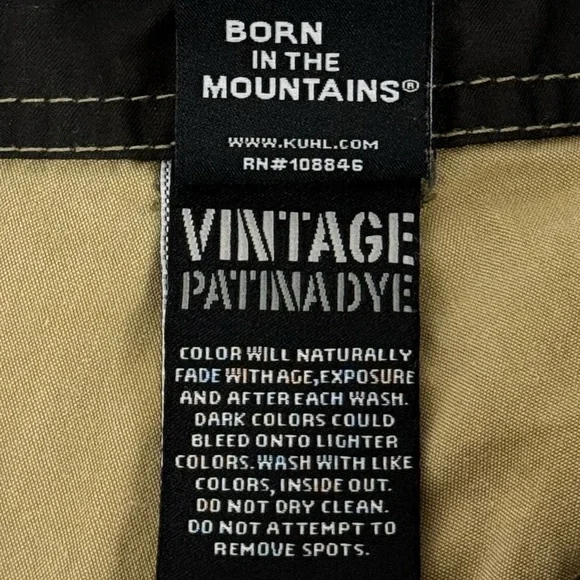 BORN
IN THE
MOUNTAINS®
WWW.KUHL.COM
RN#108846
VINTAGE
PATINA DYE
COLOR WILL NATURALLY
FADE WITH AGE, EXPOSURE
AND AFTER EACH WASH.
DARK COLORS COULD
BLEED ONTO LIGHTER
COLORS. WASH WITH LIKE
COLORS, INSIDE OUT.
DO NOT DRY CLEAN.
DO NOT ATTEMPT TO
REMOVE SPOTS.